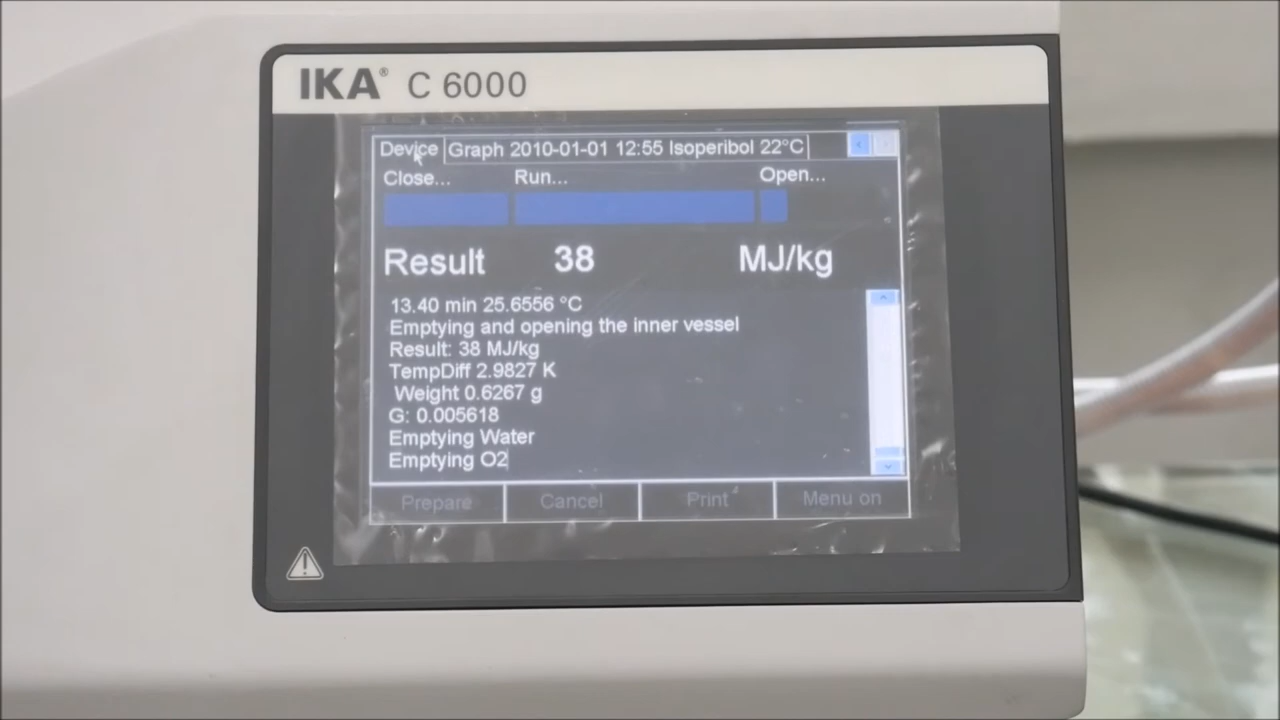 IKA® C 6000
Device Graph 2010-01-01 12:55 Isoperibol 22°C
Close... Run... Open...
Result 38 MJ/kg
13.40 min 25.6556 °C
Emptying and opening the inner vessel
Result: 38 MJ/kg
TempDiff 2.9827 K
Weight 0.6267 g
G: 0.005618
Emptying Water
Emptying O2
Prepare Cancel Print Menu on